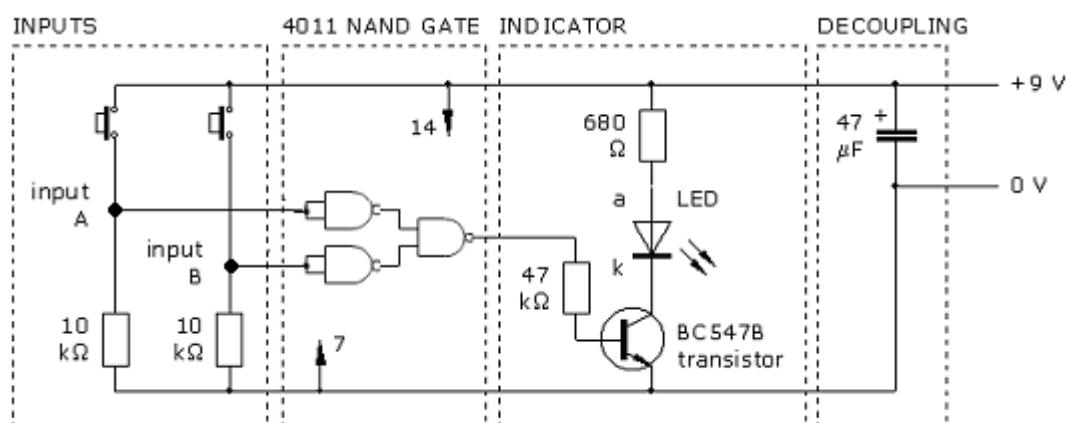 INPUTS
4011 NAND GATE
INDICATOR
DECOUPLING
+9 V
14
680
Ω
47
µF
+
0 V
input
A
a
LED
input
B
k
47
kΩ
10
kΩ
10
kΩ
7
BC547B
transistor